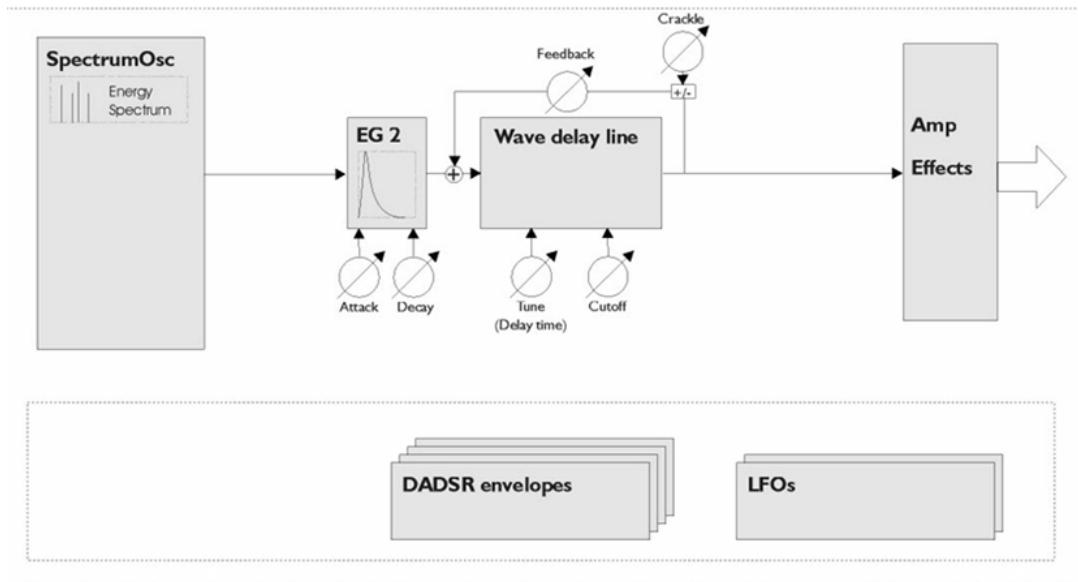 Crackle
SpectrumOsc
Energy
Spectrum
Feedback
+/-
EG 2
+
Wave delay line
Amp
Effects
Attack
Decay
Tune
(Delay time)
Cutoff
DADSR envelopes
LFOs